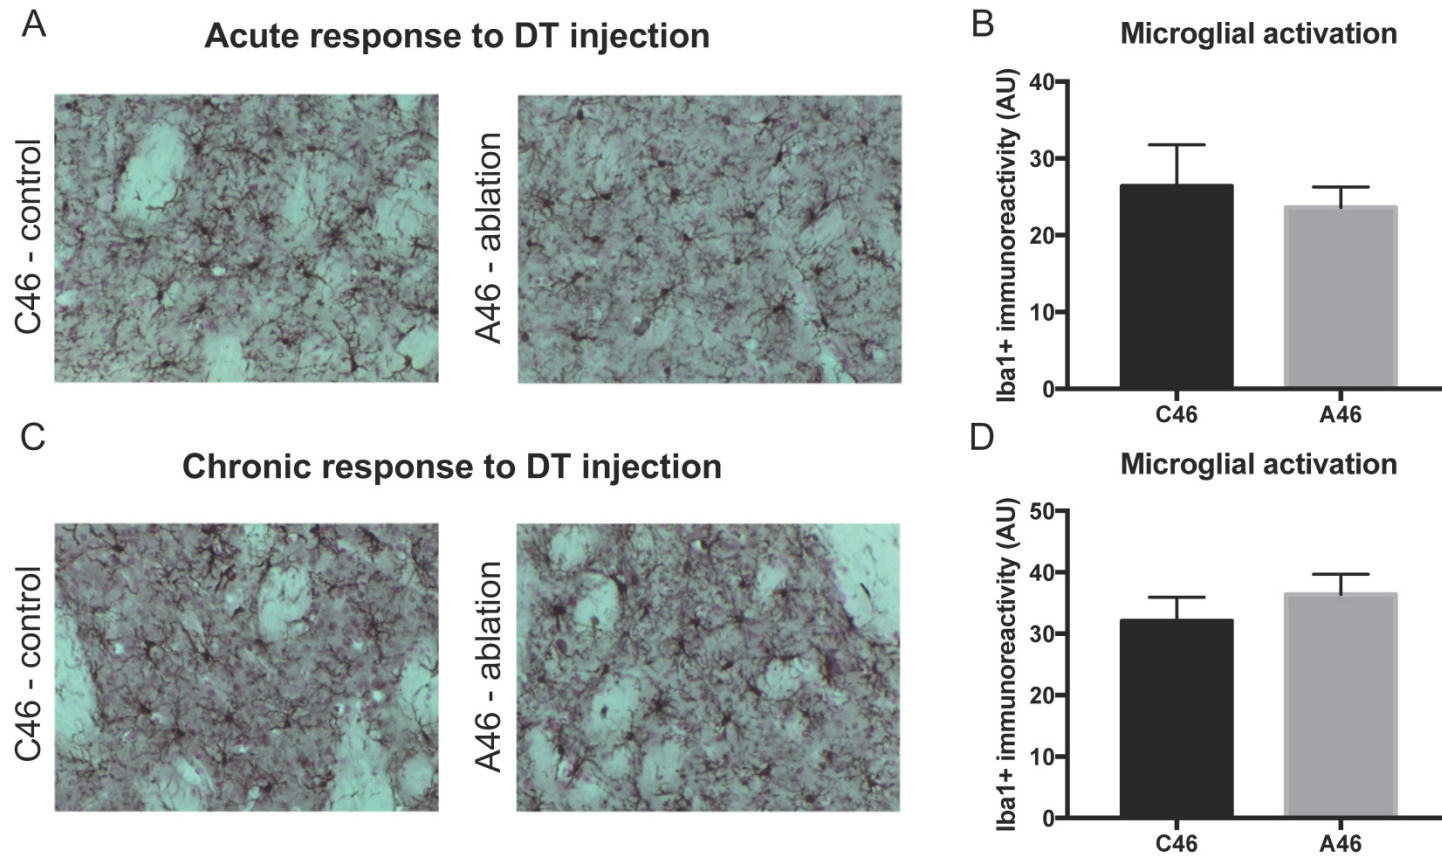 A
Acute response to DT injection
C46 - control
A46 - ablation
B
Microglial activation
Iba1+ immunoreactivity (AU)
40
30
20
10
0
C46
A46
C
Chronic response to DT injection
C46 - control
A46 - ablation
D
Microglial activation
Iba1+ immunoreactivity (AU)
50
40
30
20
10
0
C46
A46